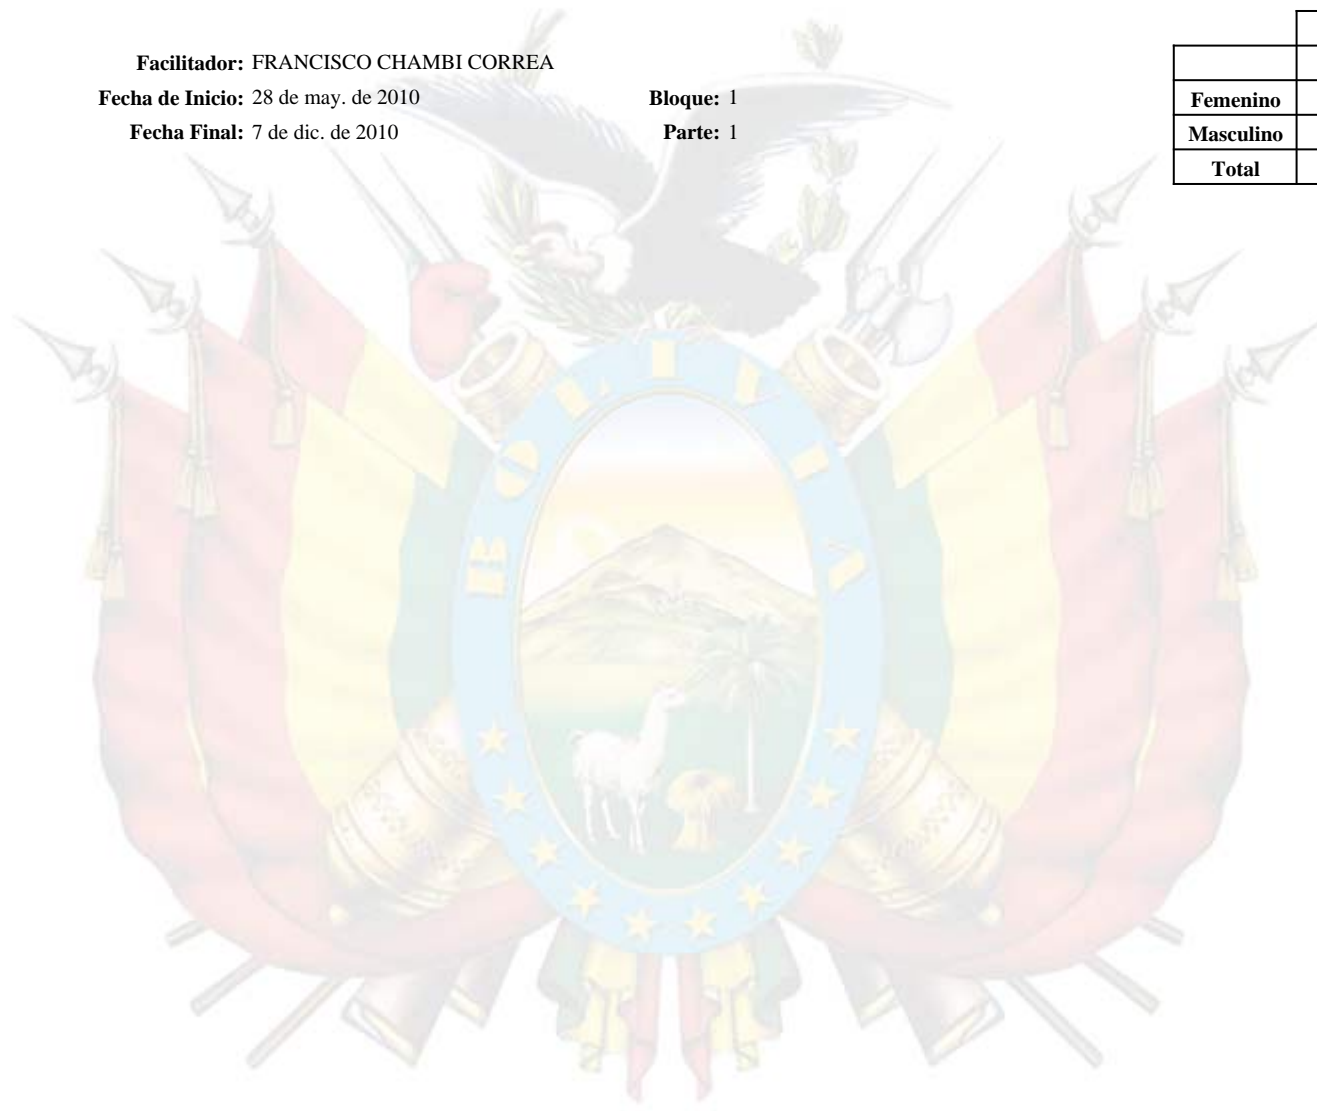 Facilitador: FRANCISCO CHAMBI CORREA
Fecha de Inicio: 28 de may. de 2010 Bloque: 1
Fecha Final: 7 de dic. de 2010 Parte: 1
Femenino
Masculino
Total
BOLIVIA